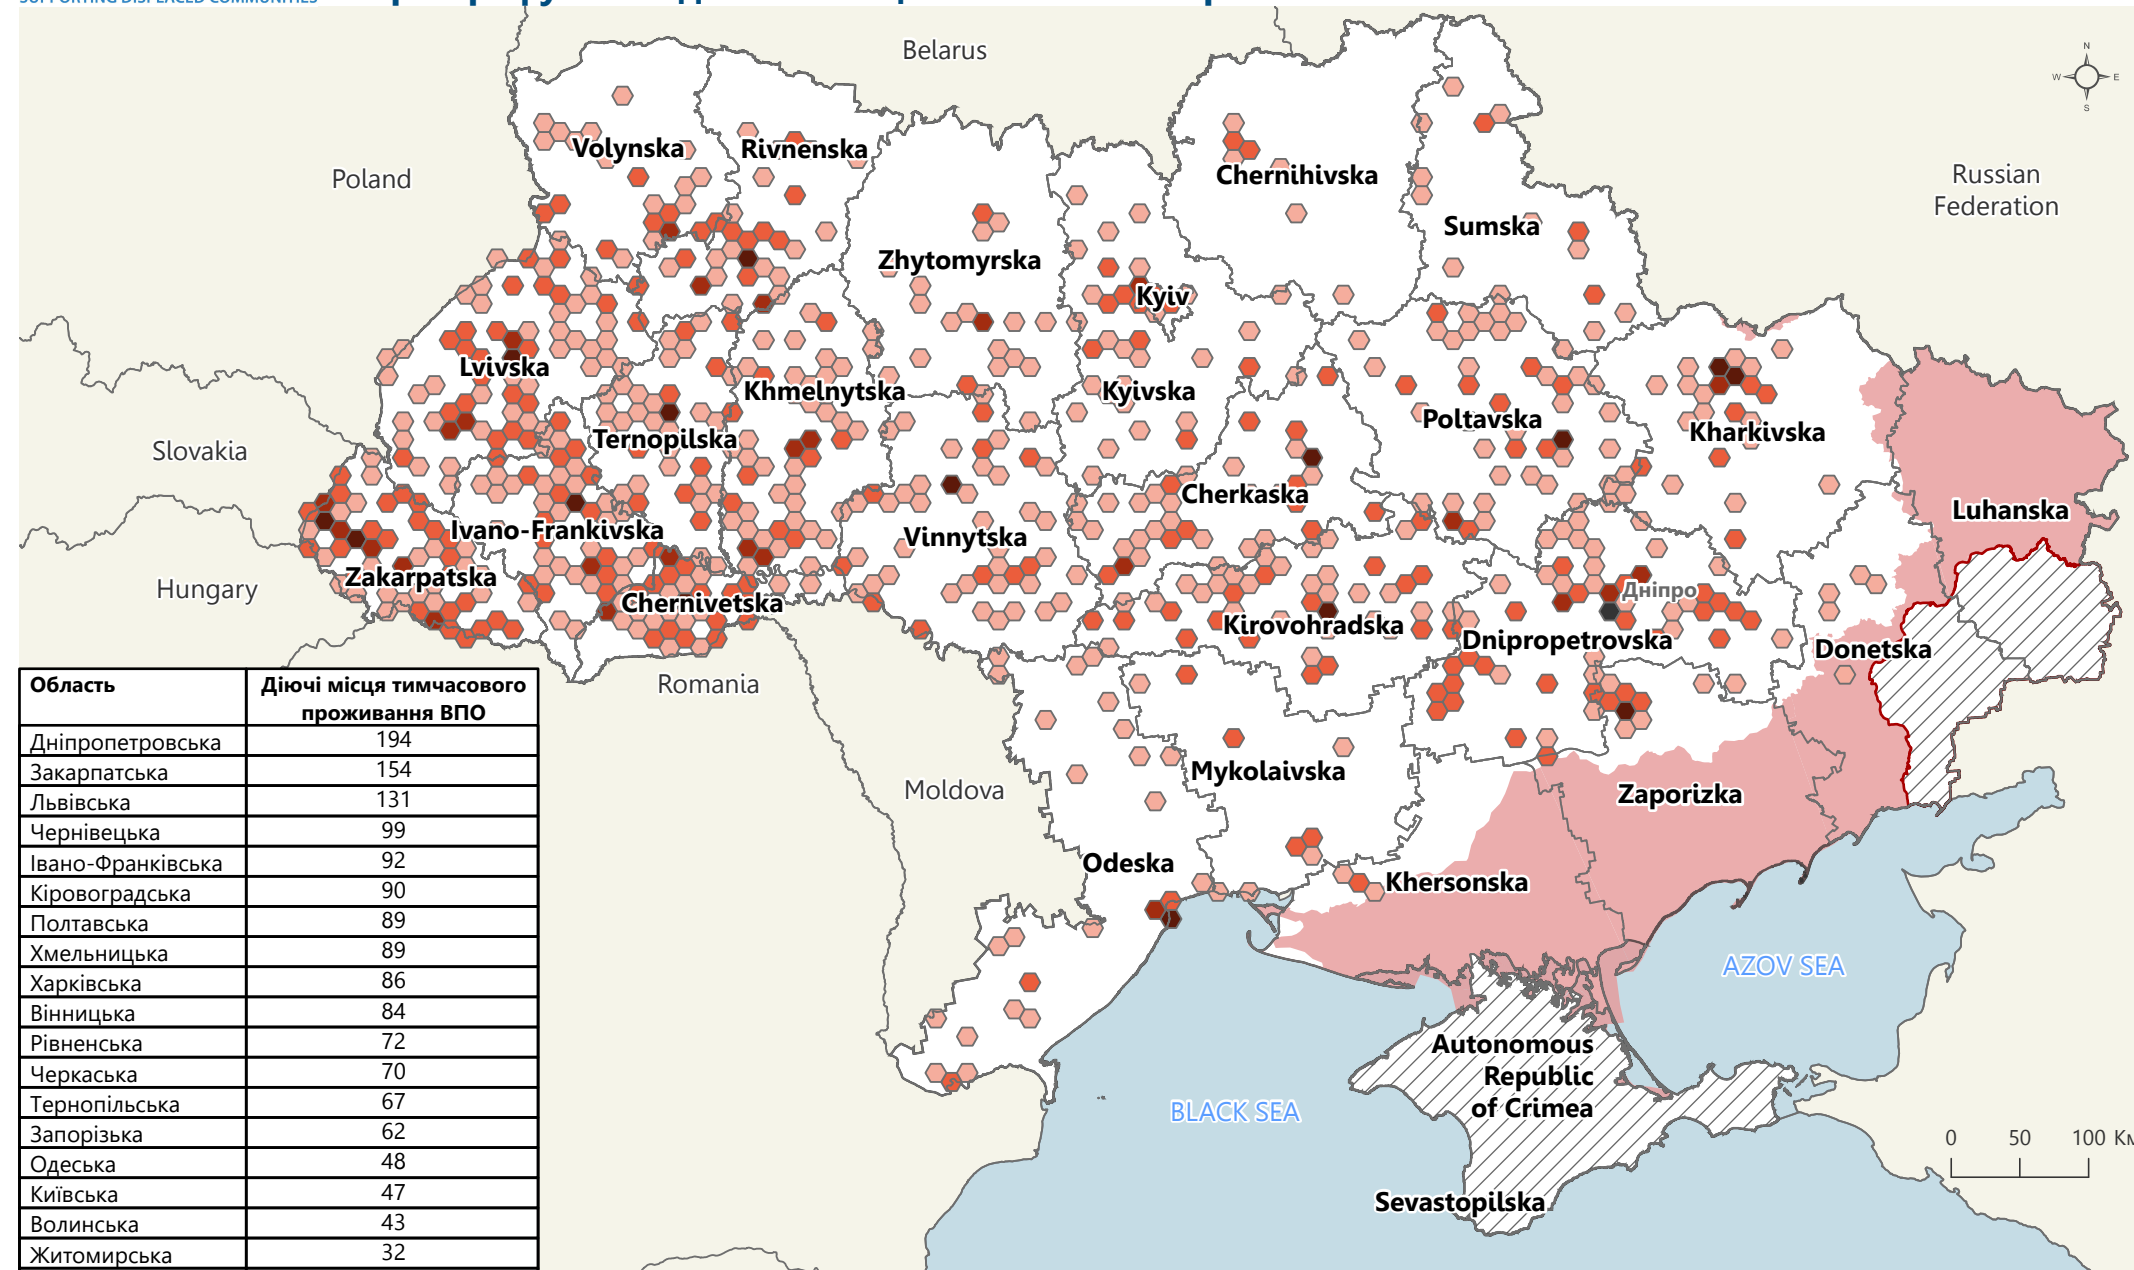 SUPPORTING DISPLACED COMMUNITIES
Belarus
N
W
E
S
Poland
Volynska
Rivnenska
Chernihivska
Russian
Federation
Sumska
Zhytomyrska
Kyiv
Lvivska
Khmelnytska
Kyivska
Poltavska
Kharkivska
Ternopilska
Slovakia
Cherkaska
Luhanska
Ivano-Frankivska
Vinnytska
Zakarpatska
Hungary
Chernivetska
Дніпро
Kirovohradska
Dnipropetrovska
Donetska
Romania
Moldova
Mykolaivska
Zaporizka
Odeska
Khersonska
AZOV SEA
Autonomous
Republic
of Crimea
BLACK SEA
0 50 100
Sevastopilska
Область Діючі місця тимчасового
проживання ВПО
Дніпропетровська 194
Закарпатська 154
Львівська 131
Чернівецька 99
Івано-Франківська 92
Кіровоградська 90
Полтавська 89
Хмельницька 89
Харківська 86
Вінницька 84
Рівненська 72
Черкаська 70
Тернопільська 67
Запорізька 62
Одеська 48
Київська 47
Волинська 43
Житомирська 32